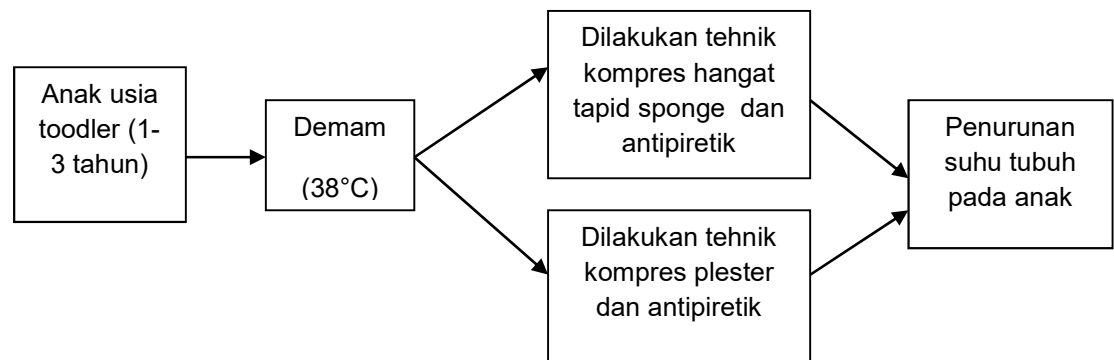 Anak usia
toodler (1-
3 tahun)
Demam
(38°C)
Dilakukan tehnik
kompres hangat
tapid sponge dan
antipiretik
Dilakukan tehnik
kompres plester
dan antipiretik
Penurunan
suhu tubuh
pada anak